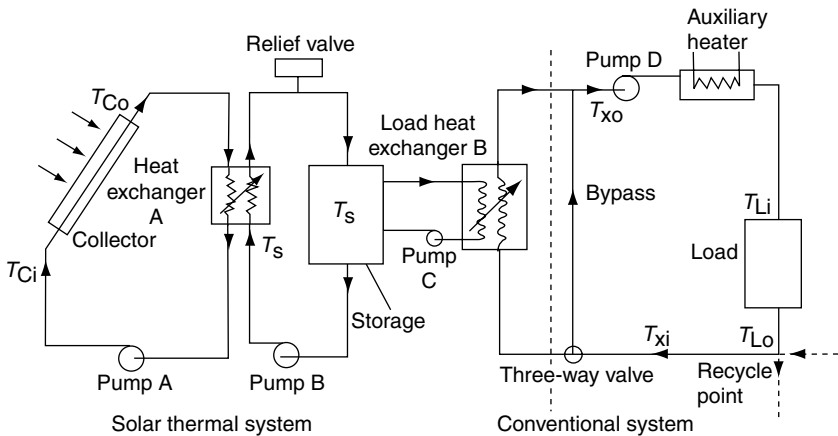 Relief valve
Auxiliary
heater
Pump D
T_Co
T_xo
Load heat
exchanger B
Heat
exchanger
A
T_s
Bypass
T_Li
Collector
T_s
Pump
C
Load
T_Ci
Storage
T_xi
T_Lo
Pump A
Pump B
Three-way valve
Recycle
point
Solar thermal system
Conventional system